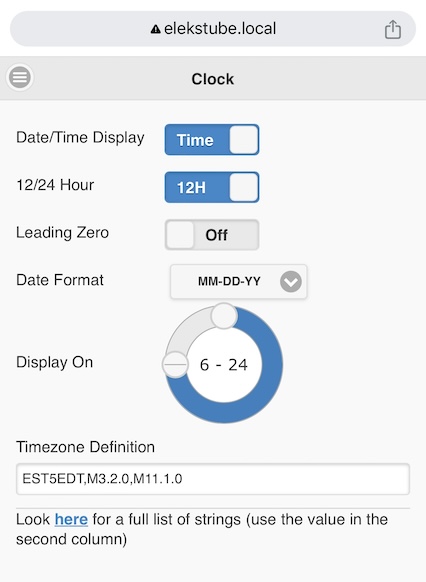 elekstube.local
Clock
Date/Time Display Time
12/24 Hour 12H
Leading Zero Off
Date Format MM-DD-YY
Display On 6 - 24
Timezone Definition
EST5EDT,M3.2.0,M11.1.0
Look here for a full list of strings (use the value in the
second column)